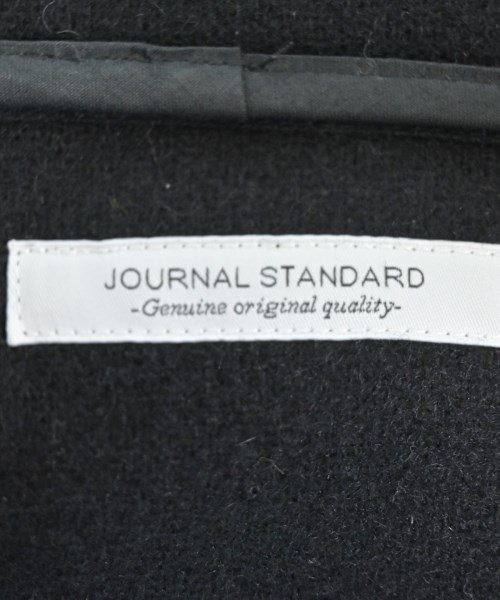 JOURNAL STANDARD
-Genuine original quality-